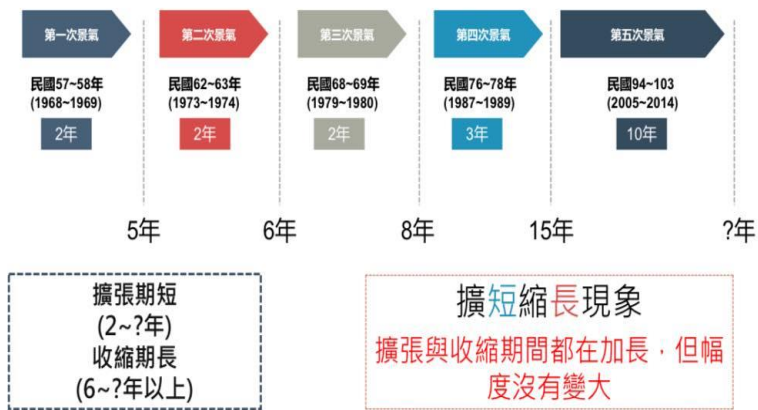 第一次景氣
第二次景氣
第三次景氣
第四次景氣
第五次景氣
民國57~58年
(1968~1969)
民國62~63年
(1973~1974)
民國68~69年
(1979~1980)
民國76~78年
(1987~1989)
民國94~103
(2005~2014)
2年
2年
2年
3年
10年
5年
6年
8年
15年
?年
擴張期短
(2~?年)
收縮期長
(6~?年以上)
擴短縮長現象
擴張與收縮期間都在加長，但幅
度沒有變大